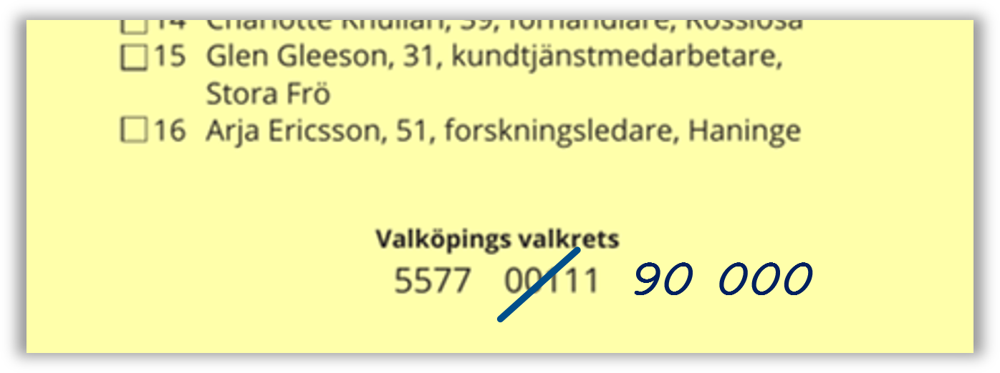 15 Glen Gleeson, 31, kundtjänstmedarbetare,
Stora Frö
16 Arja Ericsson, 51, forskningsledare, Haninge
Valköpings valkrets
5577 00111 90 000